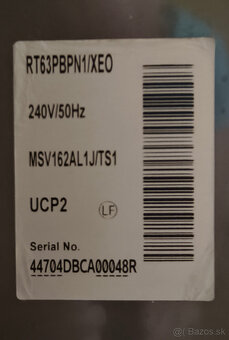 RT63PBPN1/XEO
240V/50Hz
MSV162AL1J/TS1
UCP2
LF
Serial No.
44704DBCA00048R
Bazos.sk